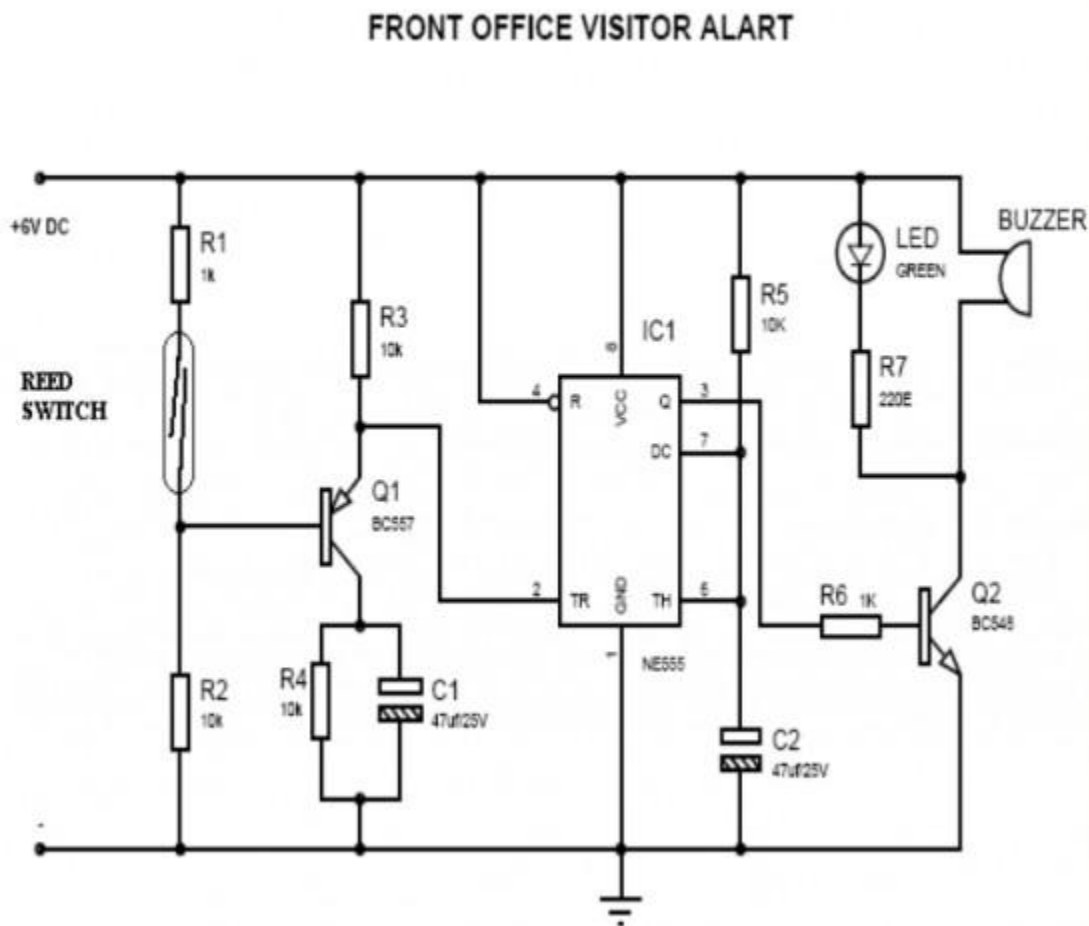 FRONT OFFICE VISITOR ALART
+6V DC
R1
1k
REED
SWITCH
R2
10k
R3
10k
Q1
BC557
R4
10k
C1
47uf/25V
IC1
4
R
8
VCC
Q
3
DC
7
2
TR
GND
TH
6
1
NE555
R5
10K
C2
47uf/25V
LED
GREEN
R7
220E
BUZZER
R6 1K
Q2
BC548
-